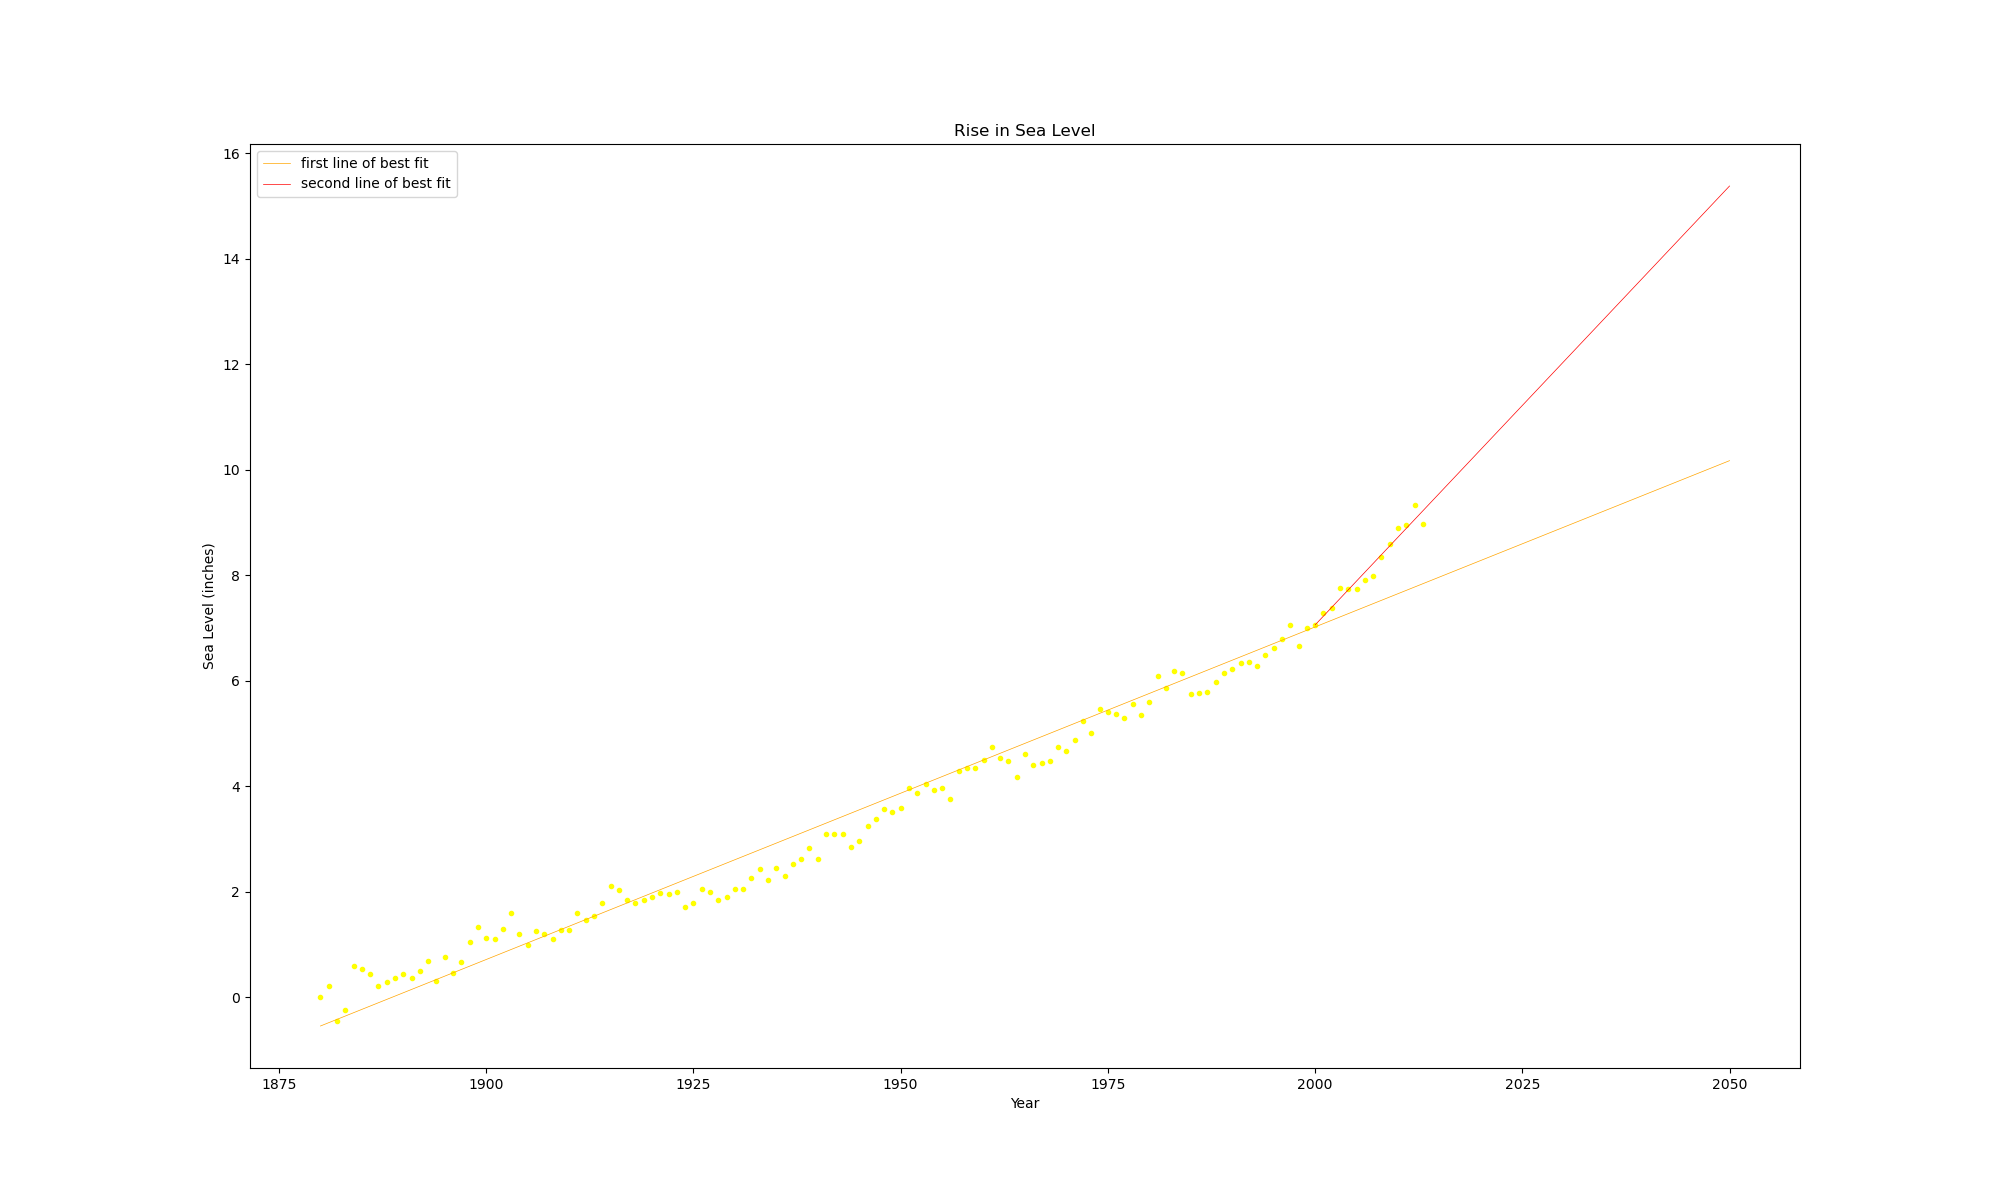 Rise in Sea Level
first line of best fit
second line of best fit
16
14
12
10
8
6
4
2
0
Sea Level (inches)
1875 1900 1925 1950 1975 2000 2025 2050
Year